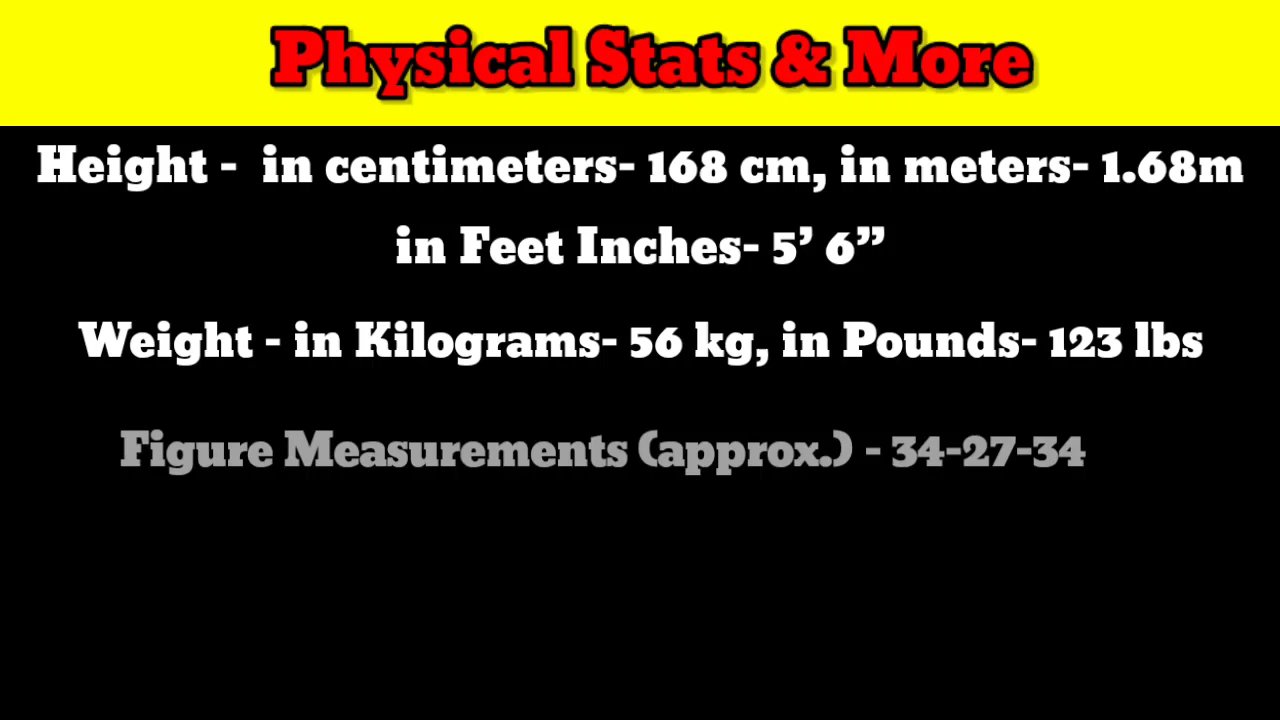 Physical Stats & More
Height -  in centimeters- 168 cm, in meters- 1.68m
in Feet Inches- 5’ 6”
Weight - in Kilograms- 56 kg, in Pounds- 123 lbs
Figure Measurements (approx.) - 34-27-34